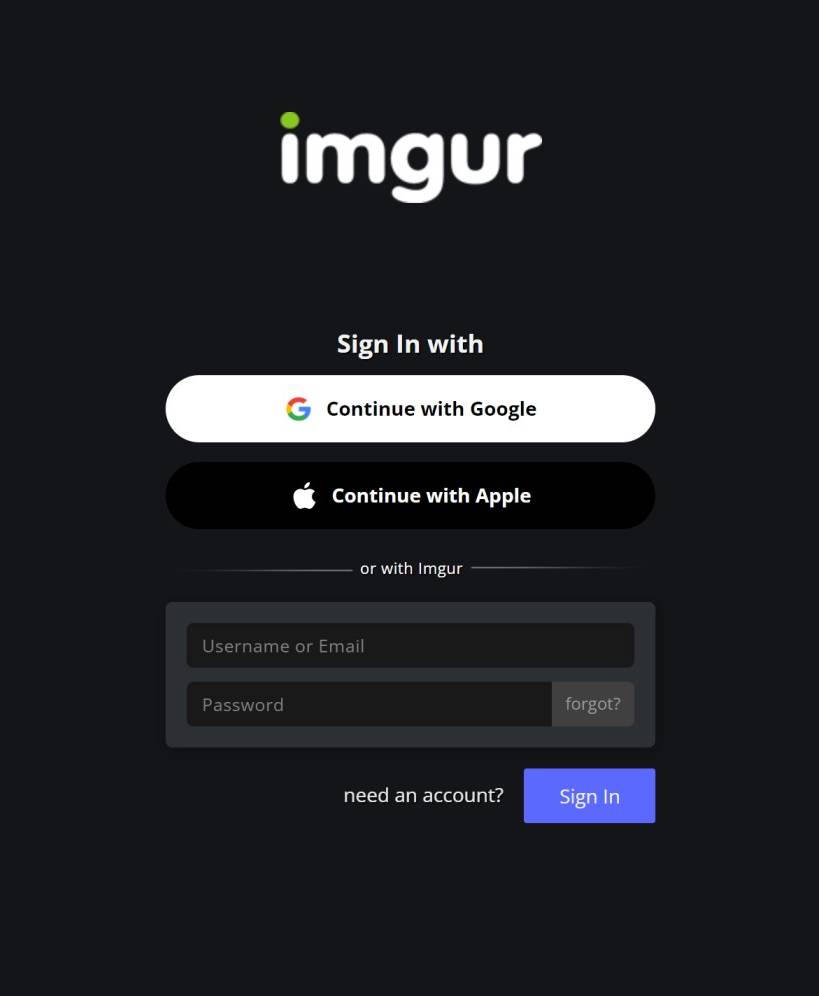 imgur
Sign In with
Continue with Google
Continue with Apple
or with Imgur
Username or Email
Password
forgot?
need an account?
Sign In